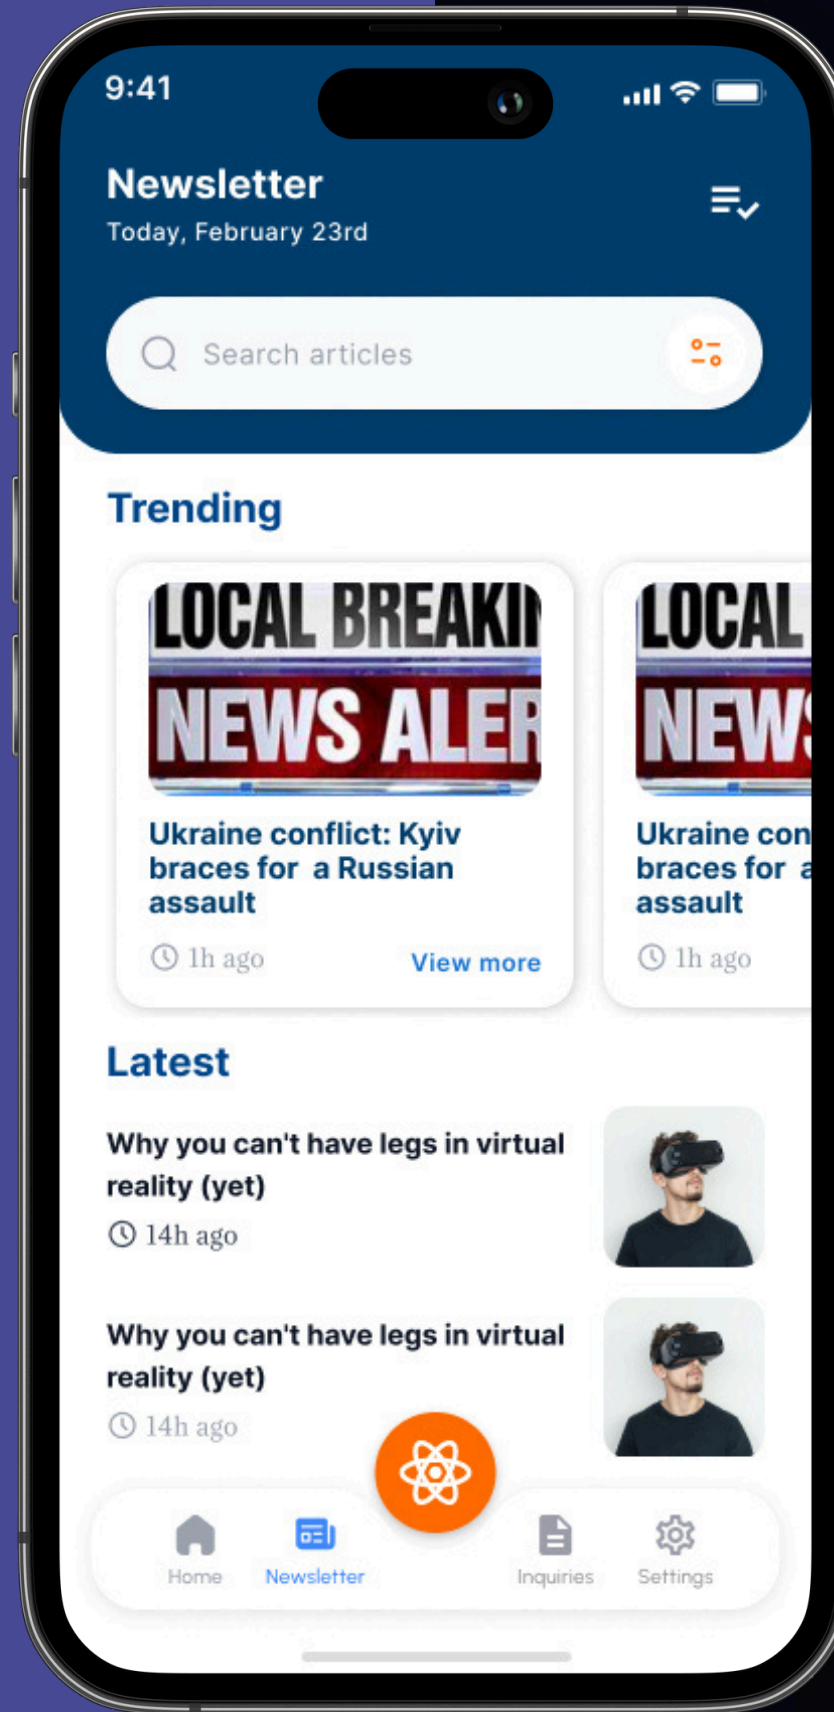 9:41
Newsletter
Today, February 23rd
Search articles
Trending
LOCAL BREAKIN
NEWS ALER
Ukraine conflict: Kyiv
braces for  a Russian
assault
1h ago
View more
LOCAL
NEWS
Ukraine con
braces for a
assault
1h ago
Latest
Why you can't have legs in virtual
reality (yet)
14h ago
Why you can't have legs in virtual
reality (yet)
14h ago
Home
Newsletter
Inquiries
Settings